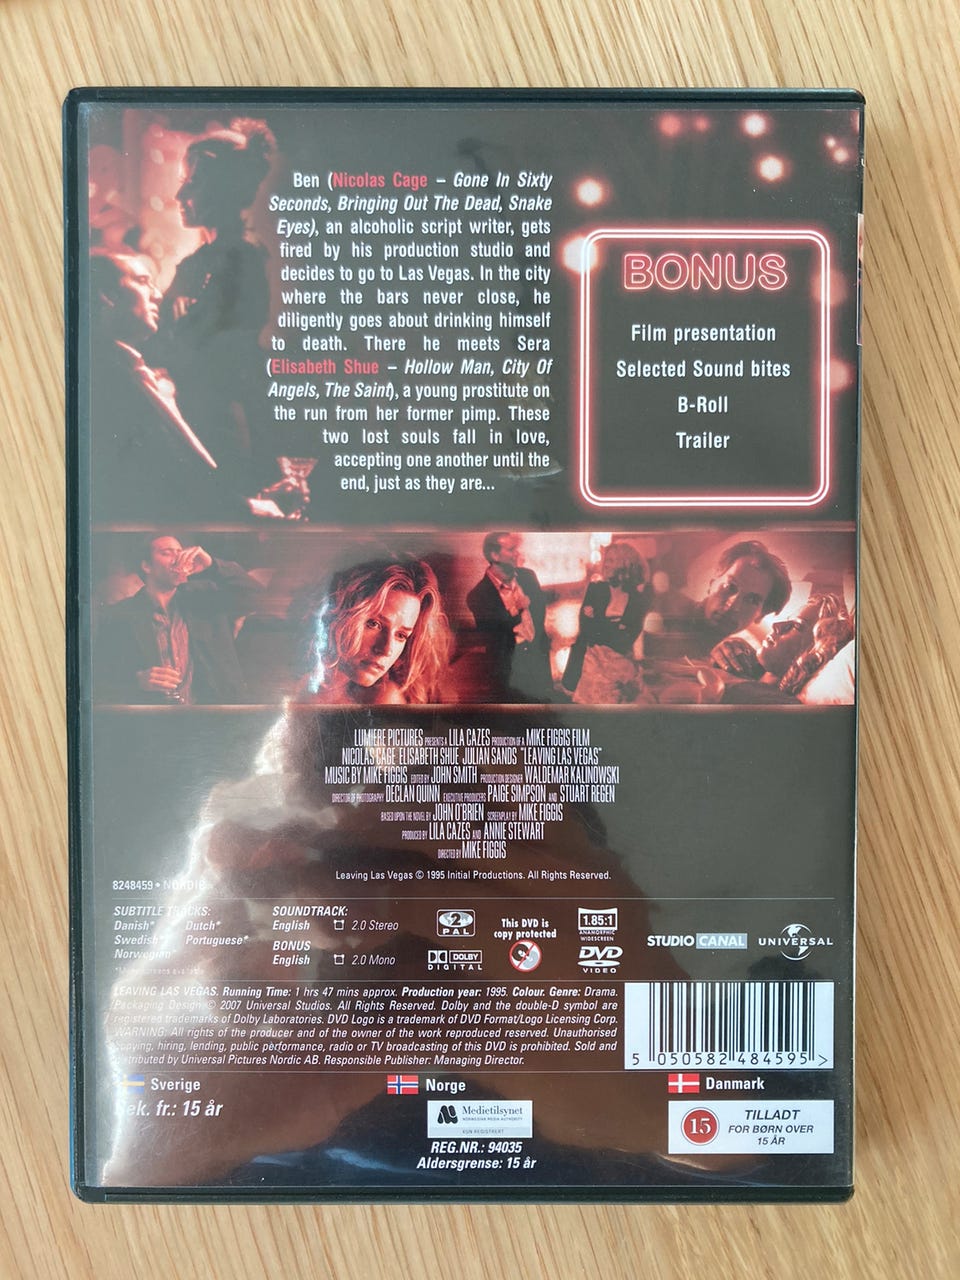 Ben (Nicolas Cage – Gone In Sixty
Seconds, Bringing Out The Dead, Snake
Eyes), an alcoholic script writer, gets
fired by his production studio and
decides to go to Las Vegas. In the city
where the bars never close, he
diligently goes about drinking himself
to death. There he meets Sera
(Elisabeth Shue – Hollow Man, City Of
Angels, The Saint), a young prostitute on
the run from her former pimp. These
two lost souls fall in love,
accepting one another until the
end, just as they are...
BONUS
Film presentation
Selected Sound bites
B-Roll
Trailer
LUMIERE PICTURES PRESENTS A LILA CAZES PRODUCTION OF A MIKE FIGGIS FILM
NICOLAS CAGE ELISABETH SHUE JULIAN SANDS "LEAVING LAS VEGAS"
MUSIC BY MIKE FIGGIS EDITED BY JOHN SMITH PRODUCTION DESIGNER WALDEMAR KALINOWSKI
DIRECTOR OF PHOTOGRAPHY DECLAN QUINN EXECUTIVE PRODUCERS PAIGE SIMPSON AND STUART REGEN
BASED UPON THE NOVEL BY JOHN O'BRIEN SCREENPLAY BY MIKE FIGGIS
PRODUCED BY LILA CAZES AND ANNIE STEWART
DIRECTED BY MIKE FIGGIS
Leaving Las Vegas © 1995 Initial Productions. All Rights Reserved.
8248459 • NORDIC
SUBTITLE TRACKS:
Danish* Dutch*
Swedish* Portuguese*
Norwegian*
SOUNDTRACK:
English 2.0 Stereo
BONUS
English 2.0 Mono
2
PAL
DOLBY
DIGITAL
This DVD is
copy protected
1.85:1
ANAMORPHIC
WIDESCREEN
DVD
VIDEO
STUDIO CANAL
UNIVERSAL
LEAVING LAS VEGAS. Running Time: 1 hrs 47 mins approx. Production year: 1995. Colour. Genre: Drama.
Packaging Design © 2007 Universal Studios. All Rights Reserved. Dolby and the double-D symbol are
registered trademarks of Dolby Laboratories. DVD Logo is a trademark of DVD Format/Logo Licensing Corp.
WARNING: All rights of the producer and of the owner of the work reproduced reserved. Unauthorised
copying, hiring, lending, public performance, radio or TV broadcasting of this DVD is prohibited. Sold and
distributed by Universal Pictures Nordic AB. Responsible Publisher: Managing Director.
5 050582 484595 >
Sverige
Rek. fr.: 15 år
Norge
Medietilsynet
NORWEGIAN MEDIA AUTHORITY
EGN REGISTRERT
REG.NR.: 94035
Aldersgrense: 15 år
Danmark
15
TILLADT
FOR BØRN OVER
15 ÅR